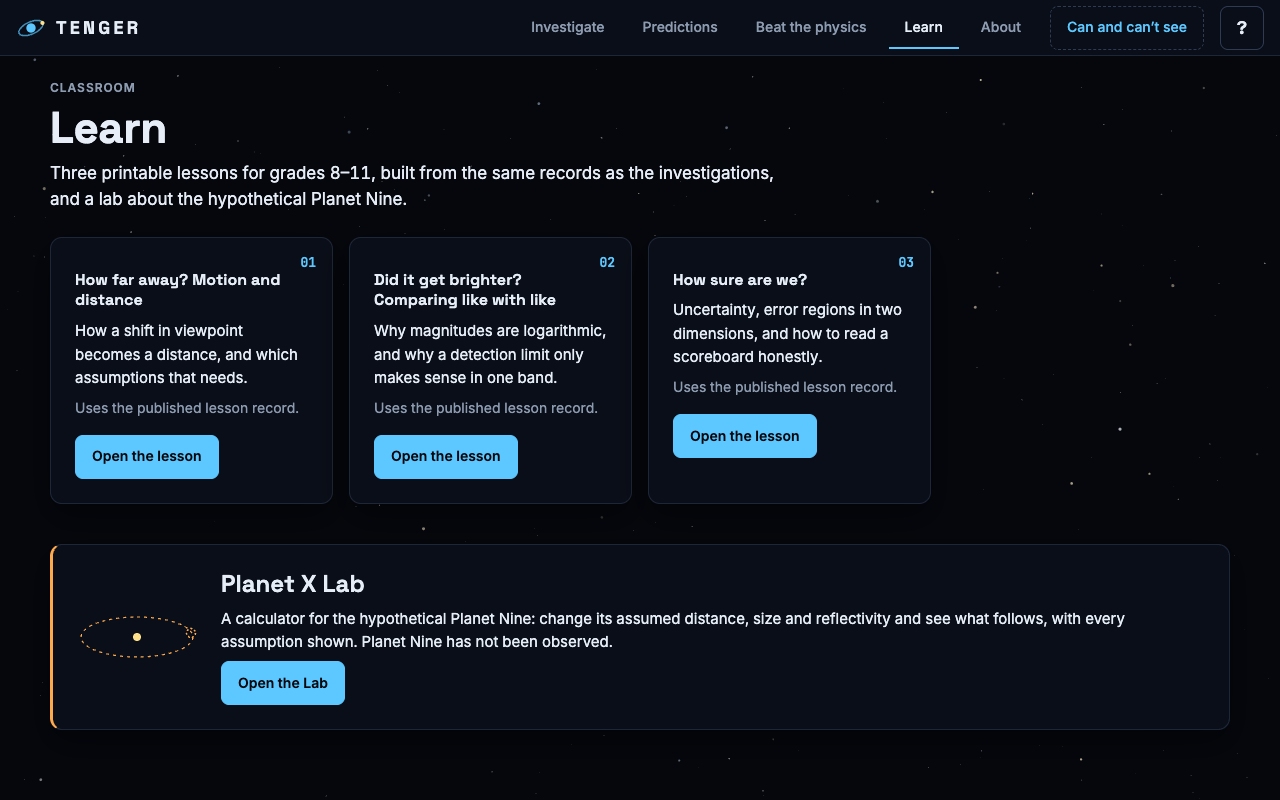 TENGER
Investigate
Predictions
Beat the physics
Learn
About
Can and can’t see
?
CLASSROOM
Learn
Three printable lessons for grades 8–11, built from the same records as the investigations,
and a lab about the hypothetical Planet Nine.
01
How far away? Motion and
distance
How a shift in viewpoint
becomes a distance, and which
assumptions that needs.
Uses the published lesson record.
Open the lesson
02
Did it get brighter?
Comparing like with like
Why magnitudes are logarithmic,
and why a detection limit only
makes sense in one band.
Uses the published lesson record.
Open the lesson
03
How sure are we?
Uncertainty, error regions in two
dimensions, and how to read a
scoreboard honestly.
Uses the published lesson record.
Open the lesson
Planet X Lab
A calculator for the hypothetical Planet Nine: change its assumed distance, size and reflectivity and see what follows, with every
assumption shown. Planet Nine has not been observed.
Open the Lab